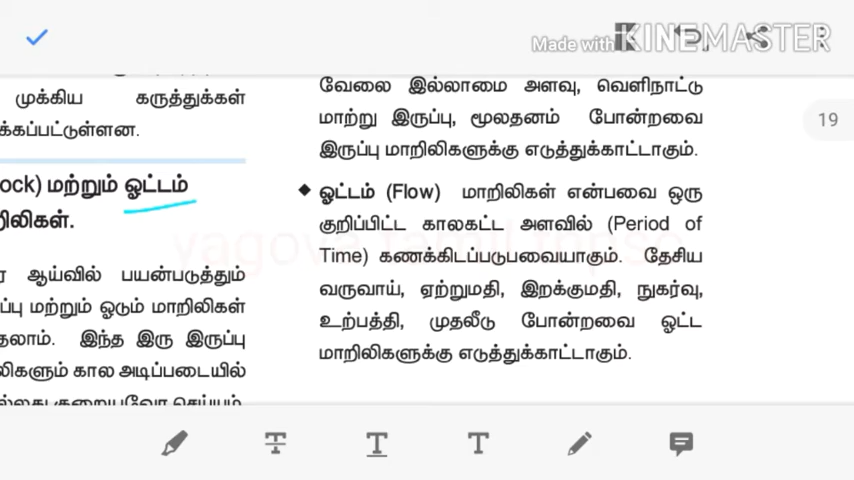 Made with KINEMASTER
19
முக்கிய கருத்துக்கள்
க்கப்பட்டுள்ளன.
ock) மற்றும் ஓட்டம்
றிலிகள்.
ஆய்வில் பயன்படுத்தும்
ப்பு மற்றும் ஓடும் மாறிலிகள்
தலாம். இந்த இரு இருப்பு
லிகளும் கால அடிப்படையில்
ல்லது குறையவோ செய்யும்.
வேலை இல்லாமை அளவு, வெளிநாட்டு
மாற்று இருப்பு, மூலதனம் போன்றவை
இருப்பு மாறிலிகளுக்கு எடுத்துக்காட்டாகும்.
◆ ஓட்டம் (Flow) மாறிலிகள் என்பவை ஒரு
குறிப்பிட்ட காலகட்ட அளவில் (Period of
Time) கணக்கிடப்படுபவையாகும். தேசிய
வருவாய், ஏற்றுமதி, இறக்குமதி, நுகர்வு,
உற்பத்தி, முதலீடு போன்றவை ஓட்ட
மாறிலிகளுக்கு எடுத்துக்காட்டாகும்.